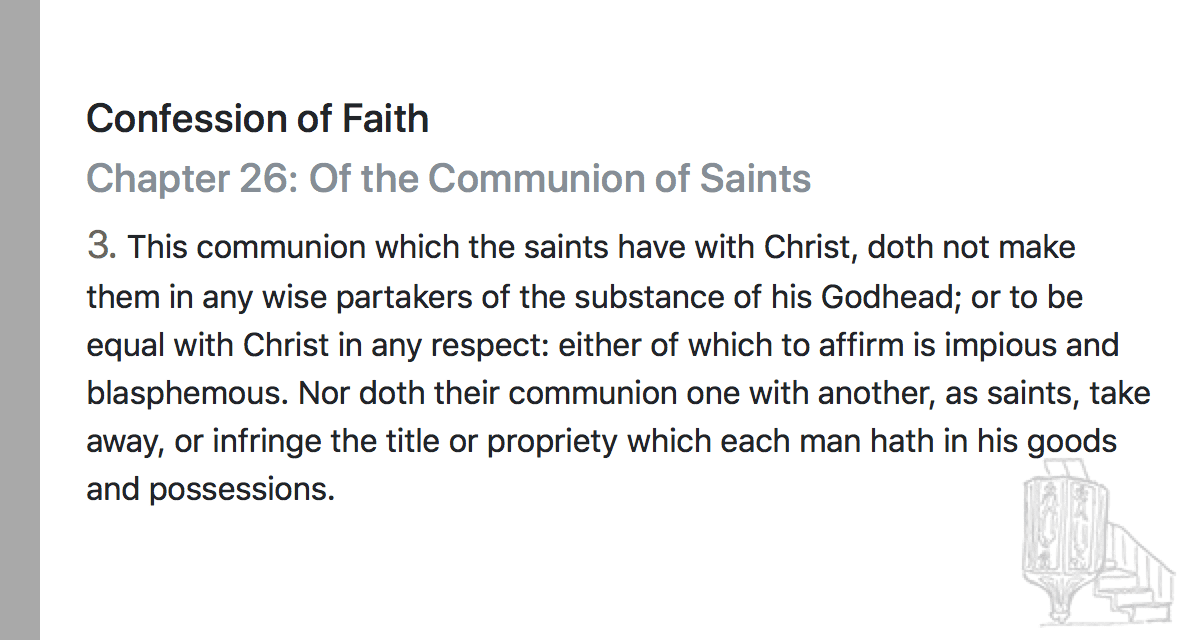 Confession of Faith
Chapter 26: Of the Communion of Saints
3. This communion which the saints have with Christ, doth not make
them in any wise partakers of the substance of his Godhead; or to be
equal with Christ in any respect: either of which to affirm is impious and
blasphemous. Nor doth their communion one with another, as saints, take
away, or infringe the title or propriety which each man hath in his goods
and possessions.